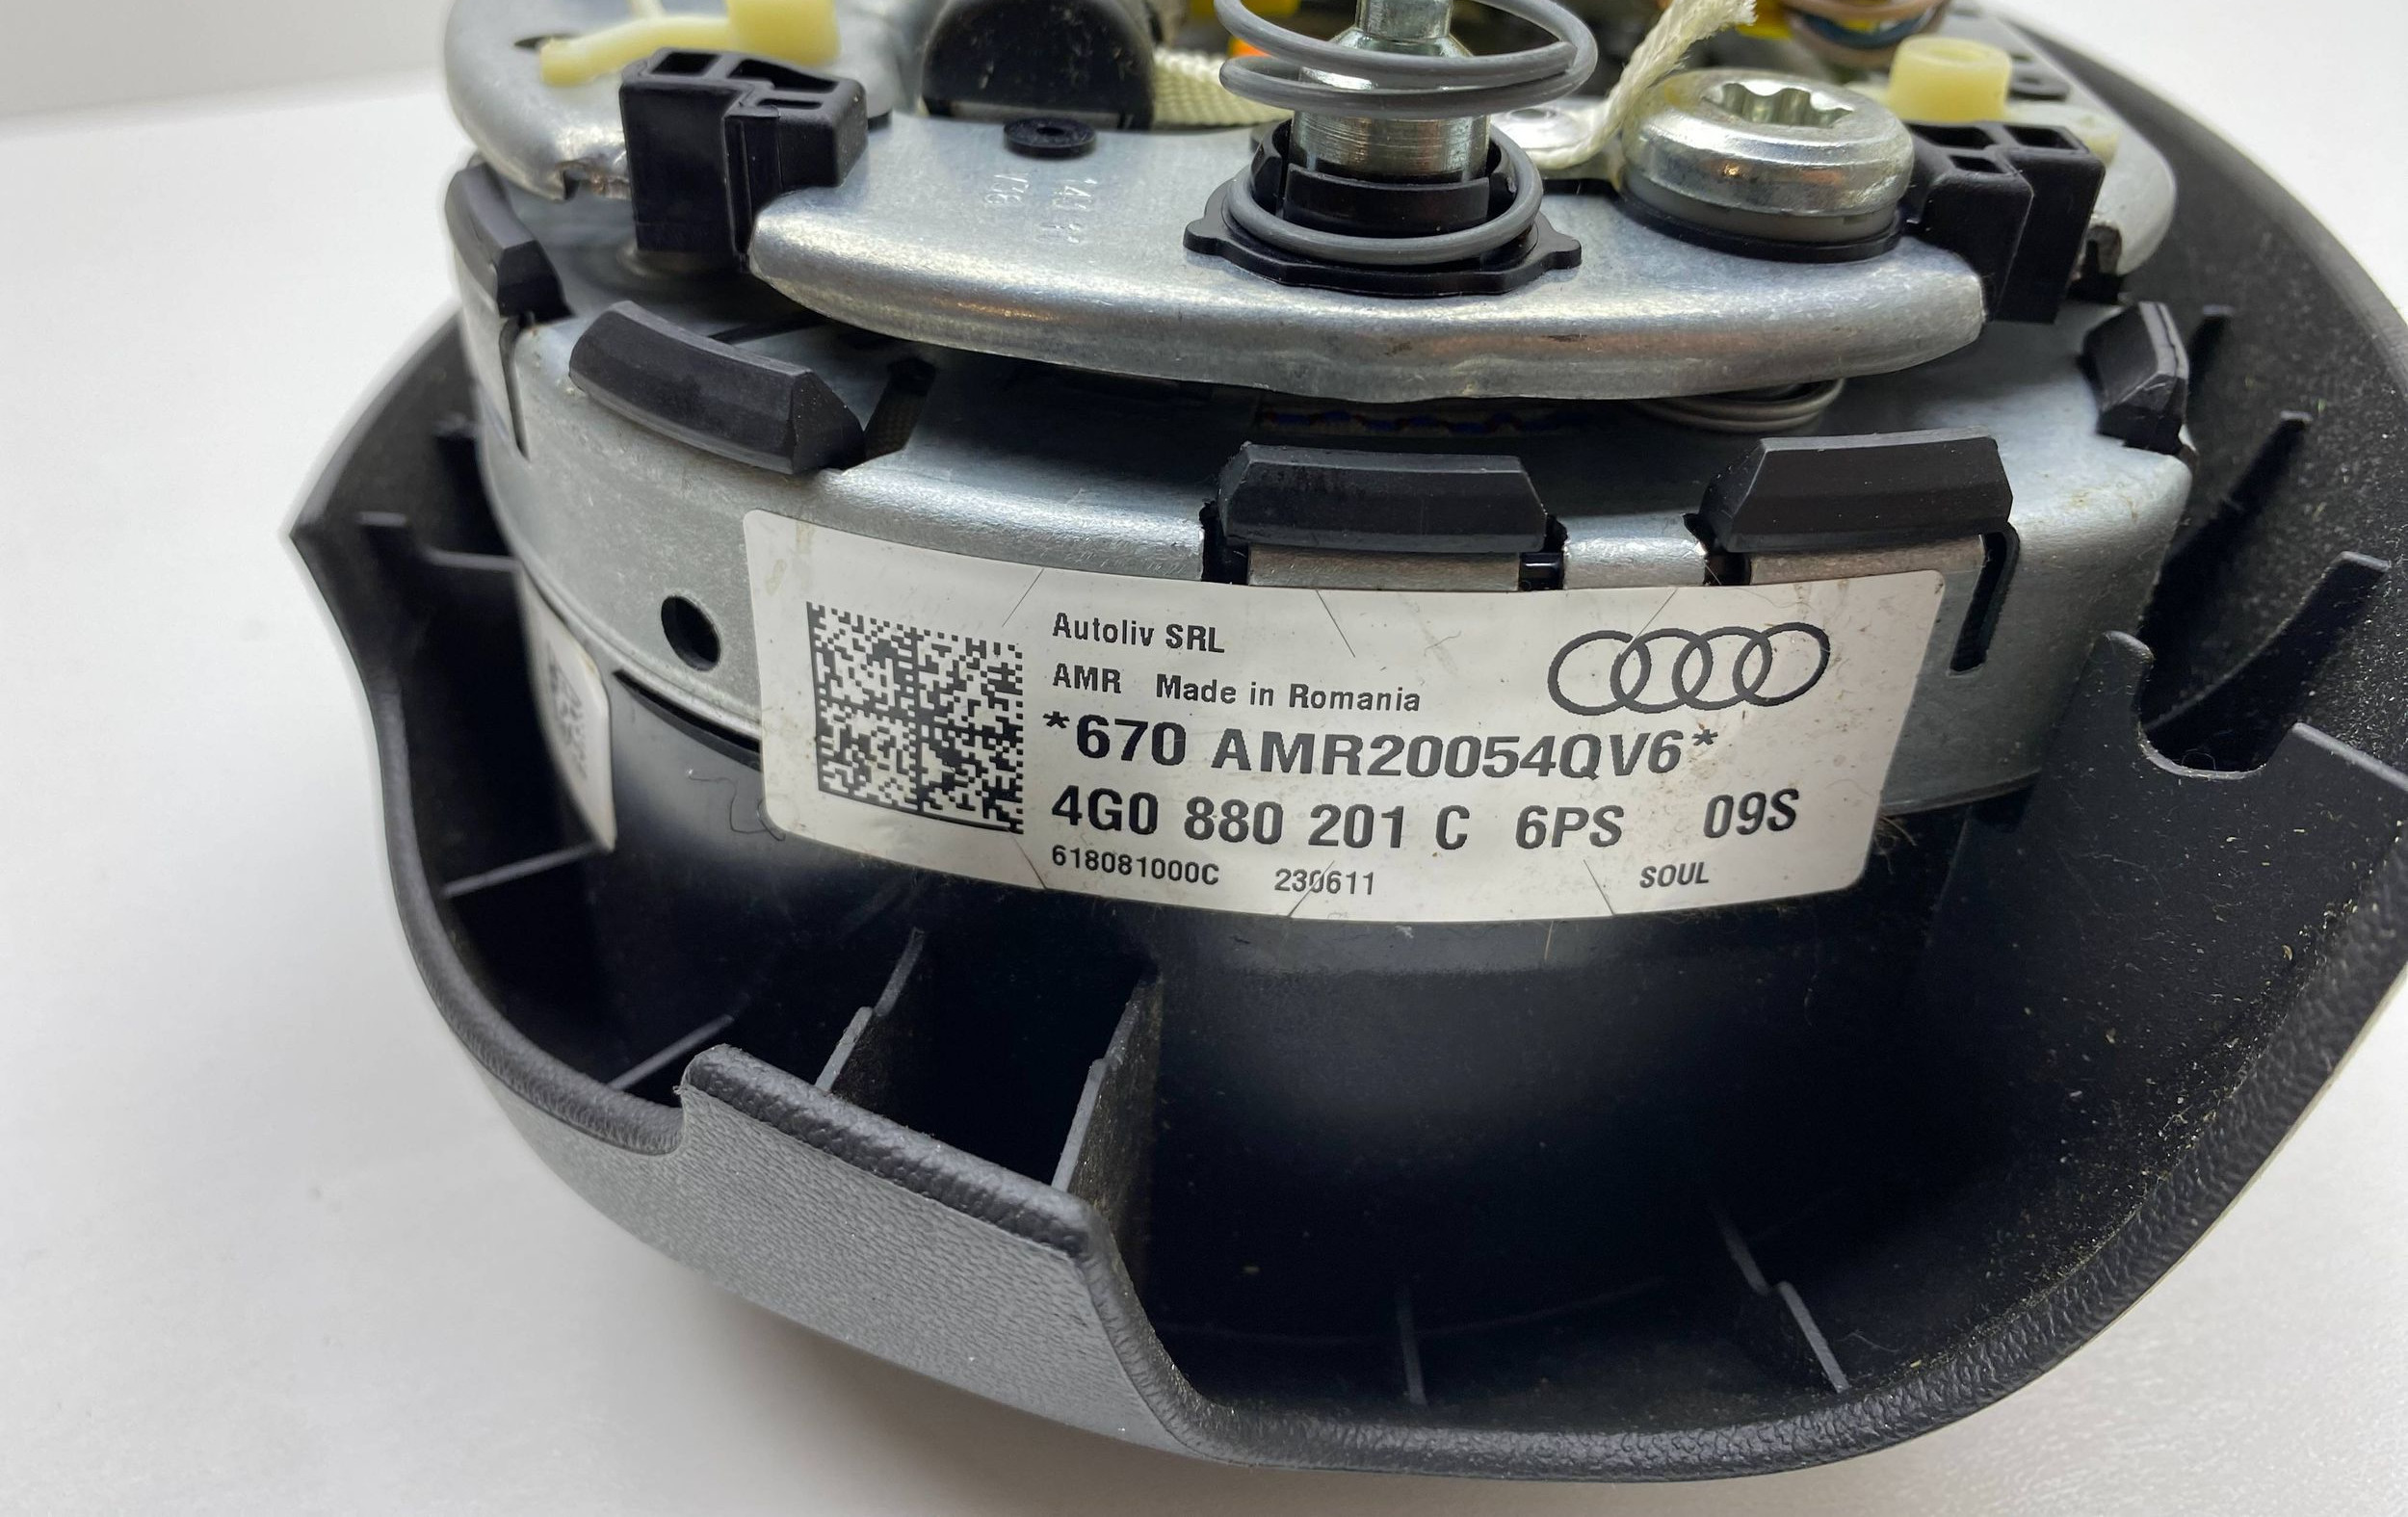 Autoliv SRL
AMR Made in Romania
*670 AMR20054QV6*
4G0 880 201 C 6PS 09S
618081000C 230611 SOUL